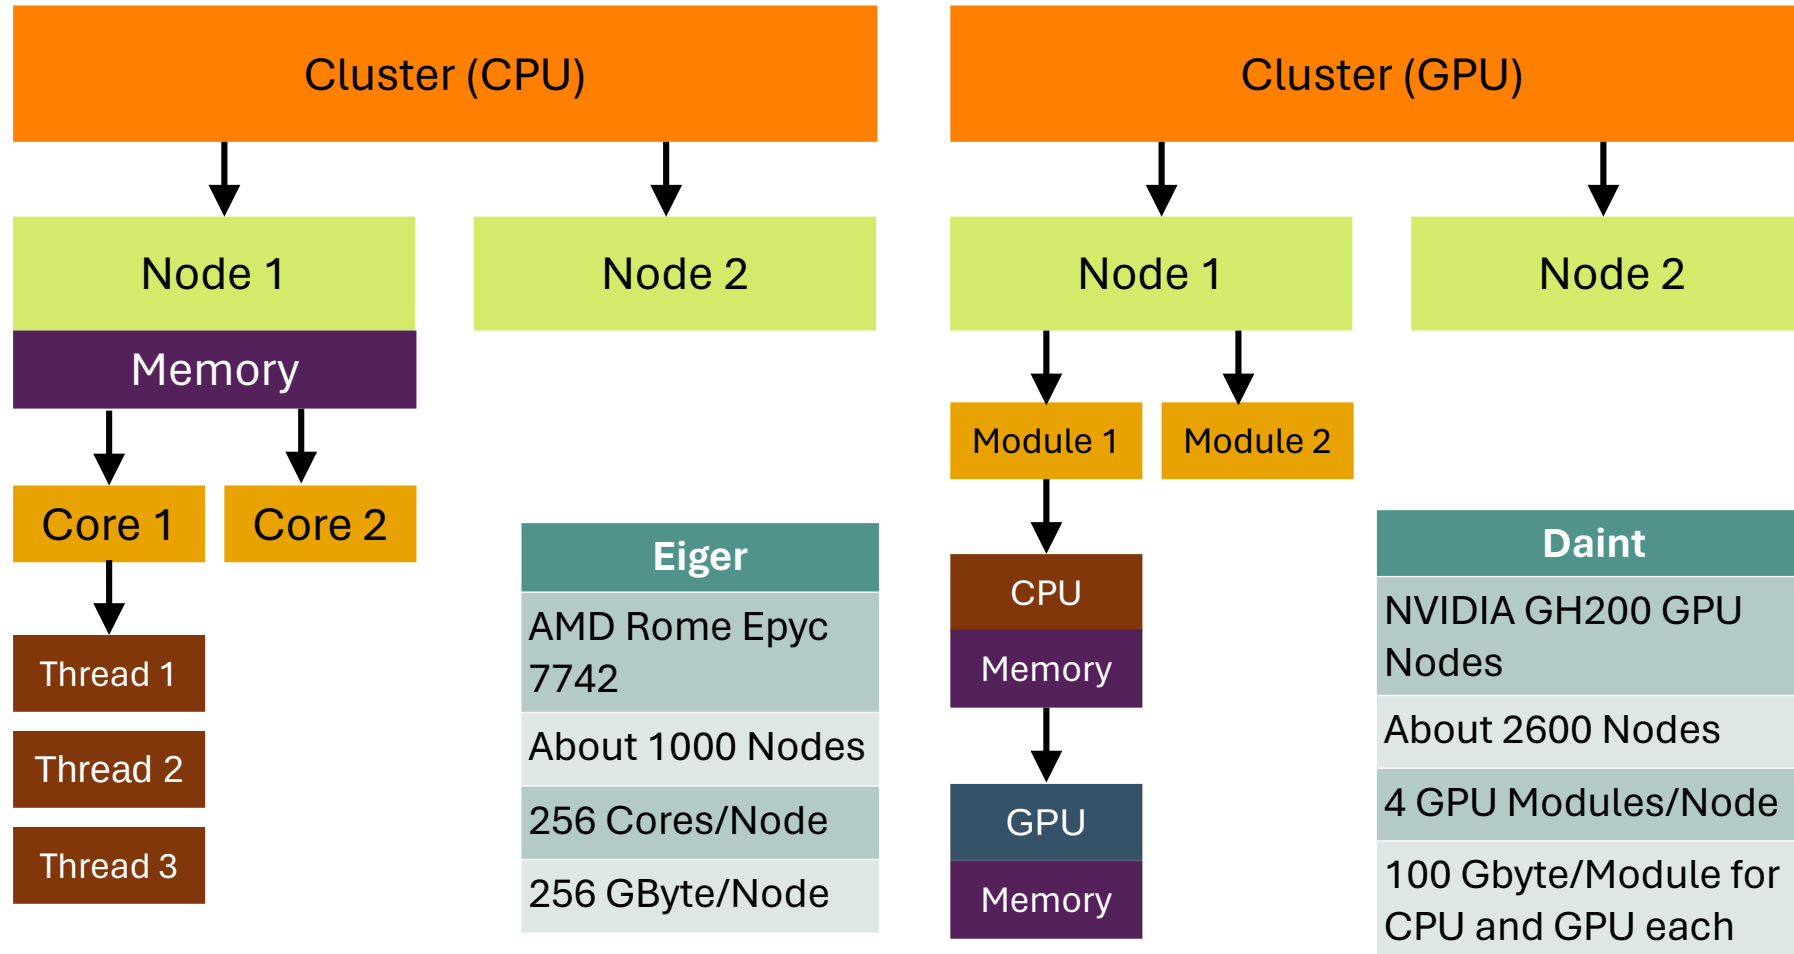 Cluster (CPU)
Node 1
Node 2
Memory
Core 1
Core 2
Thread 1
Thread 2
Thread 3
Eiger
AMD Rome Epyc
7742
About 1000 Nodes
256 Cores/Node
256 GByte/Node
Cluster (GPU)
Node 1
Node 2
Module 1
Module 2
CPU
Memory
GPU
Memory
Daint
NVIDIA GH200 GPU
Nodes
About 2600 Nodes
4 GPU Modules/Node
100 Gbyte/Module for
CPU and GPU each